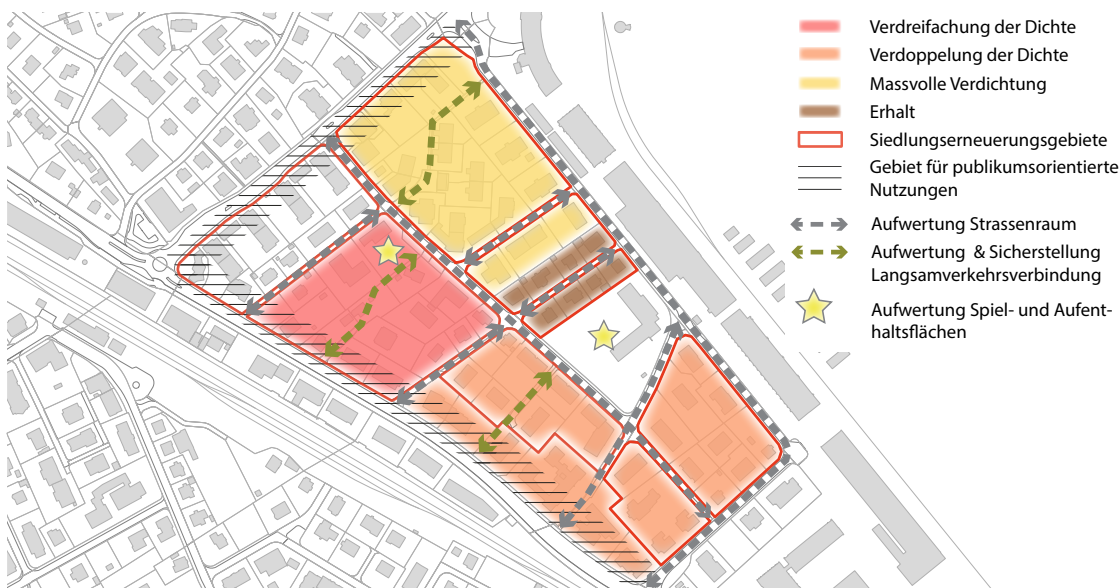 Verdreifachung der Dichte
Verdoppelung der Dichte
Massvolle Verdichtung
Erhalt
Siedlungserneuerungsgebiete
Gebiet für publikumsorientierte
Nutzungen
Aufwertung Strassenraum
Aufwertung & Sicherstellung
Langsamverkehrsverbindung
Aufwertung Spiel- und Aufent-
haltsflächen